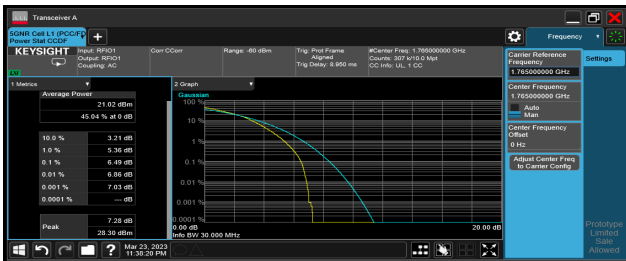 Transceiver A
5GNR Cell L1 (PCC/FD
Power Stat CCDF
Frequency
KEYSIGHT
Input: RFIO1
Output: RFIO1
Coupling: AC
Corr CCorr
Range: -60 dBm
Trig: Prot Frame
Aligned
Trig Delay: 8.950 ms
#Center Freq: 1.765000000 GHz
Counts: 307 k/10.0 Mpt
CC Info: UL, 1 CC
LXI
1 Metrics
Average Power
21.02 dBm
45.04 % at 0 dB
10.0 % 3.21 dB
1.0 % 5.36 dB
0.1 % 6.49 dB
0.01 % 6.86 dB
0.001 % 7.03 dB
0.0001 % --- dB
Peak
7.28 dB
28.30 dBm
2 Graph
Gaussian
100 %
10 %
1 %
0.1 %
0.01 %
0.001 %
0.0001 %
0.00 dB
20.00 dB
Info BW 30.000 MHz
Carrier Reference
Frequency
1.765000000 GHz
Center Frequency
1.765000000 GHz
Auto
Man
Center Frequency
Offset
0 Hz
Adjust Center Freq
to Carrier Config
Settings
Prototype
Limited
Sale
Allowed
?
Mar 23, 2023
11:38:20 PM